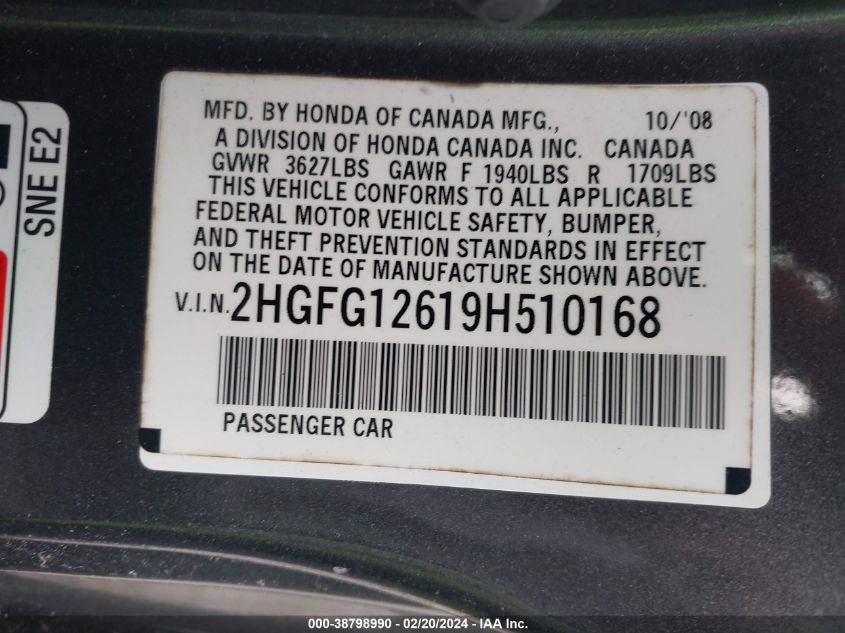 MFD. BY HONDA OF CANADA MFG., 10/'08
A DIVISION OF HONDA CANADA INC. CANADA
GVWR 3627LBS GAWR F 1940LBS R 1709LBS
THIS VEHICLE CONFORMS TO ALL APPLICABLE
FEDERAL MOTOR VEHICLE SAFETY, BUMPER,
AND THEFT PREVENTION STANDARDS IN EFFECT
ON THE DATE OF MANUFACTURE SHOWN ABOVE.
V.I.N. 2HGFG12619H510168
PASSENGER CAR
SNE E2
000-38798990 - 02/20/2024 - IAA Inc.